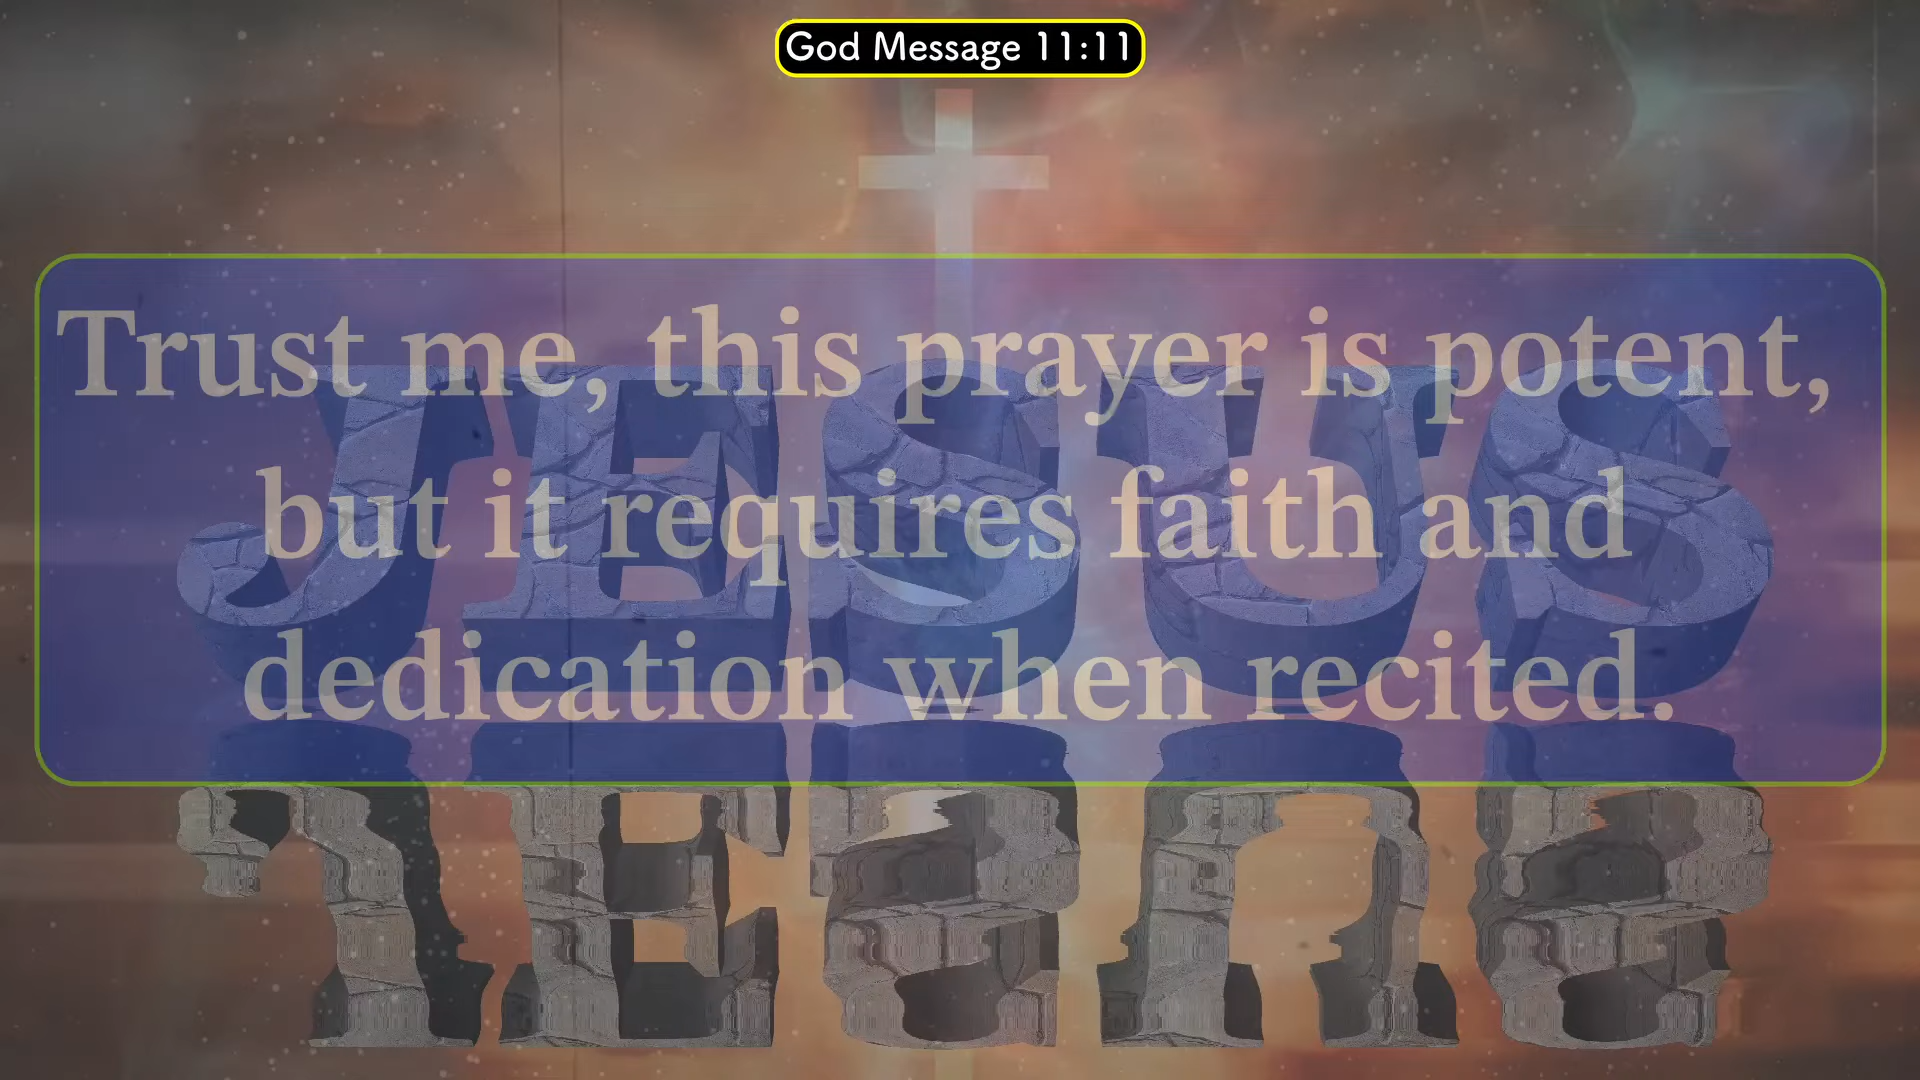 God Message 11:11
Trust me, this prayer is potent,
but it requires faith and
dedication when recited.
JESUS